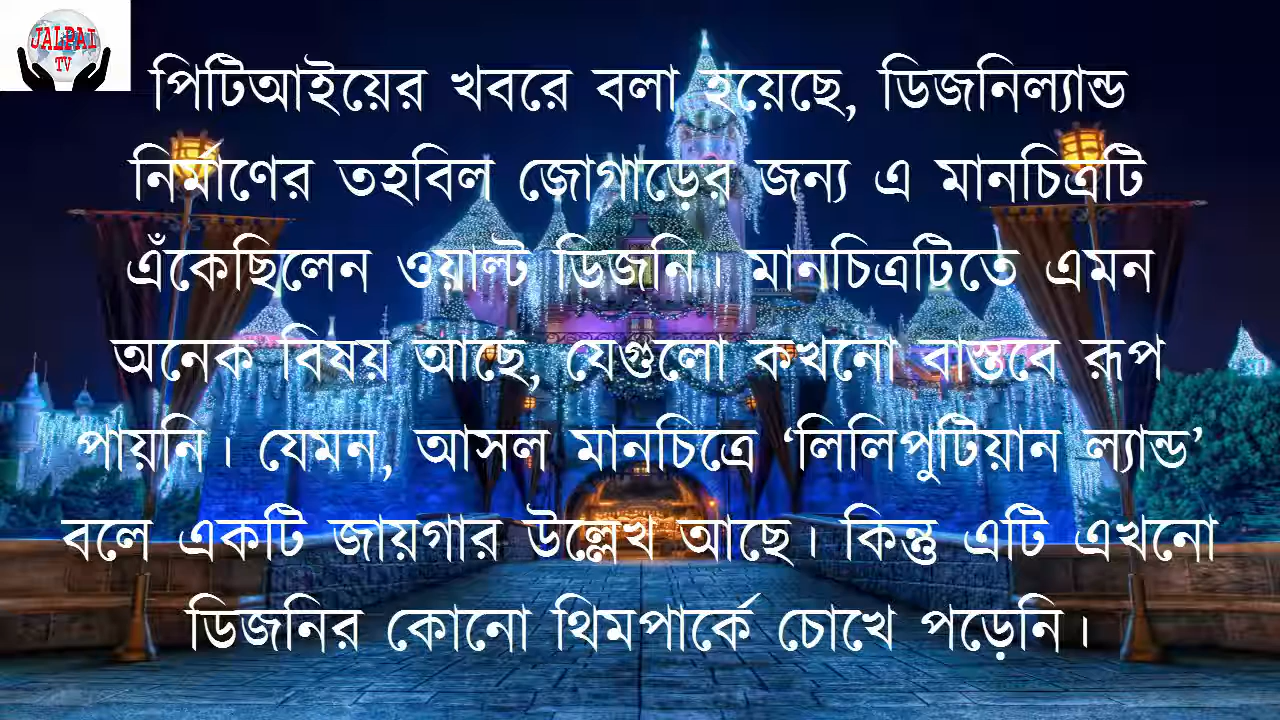 JALPAI
TV
পিটিআইয়ের খবরে বলা হয়েছে, ডিজনিল্যান্ড
নির্মাণের তহবিল জোগাড়ের জন্য এ মানচিত্রটি
এঁকেছিলেন ওয়াল্ট ডিজনি। মানচিত্রটিতে এমন
অনেক বিষয় আছে, যেগুলো কখনো বাস্তবে রূপ
পায়নি। যেমন, আসল মানচিত্রে ‘লিলিপুটিয়ান ল্যান্ড’
বলে একটি জায়গার উল্লেখ আছে। কিন্তু এটি এখনো
ডিজনির কোনো থিমপার্কে চোখে পড়েনি।